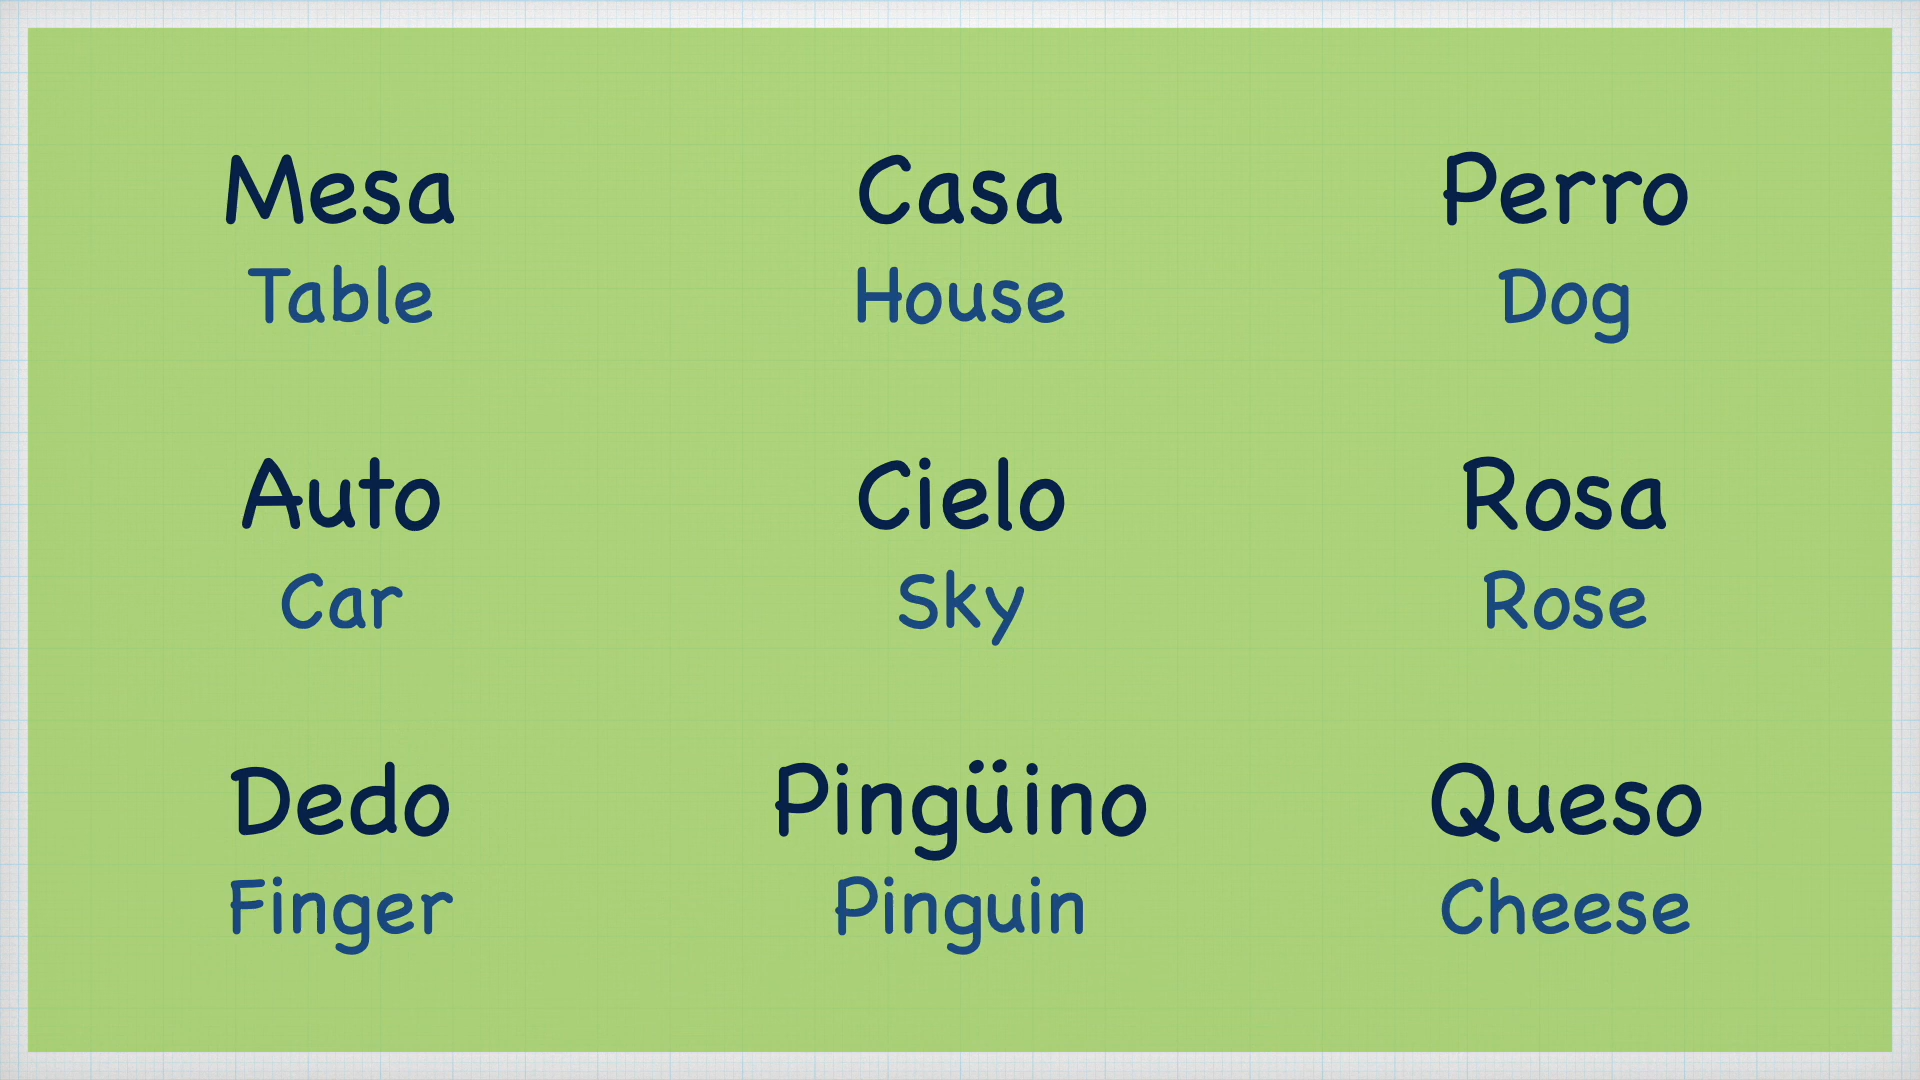 Mesa
Table
Casa
House
Perro
Dog
Auto
Car
Cielo
Sky
Rosa
Rose
Dedo
Finger
Pingüino
Pinguin
Queso
Cheese